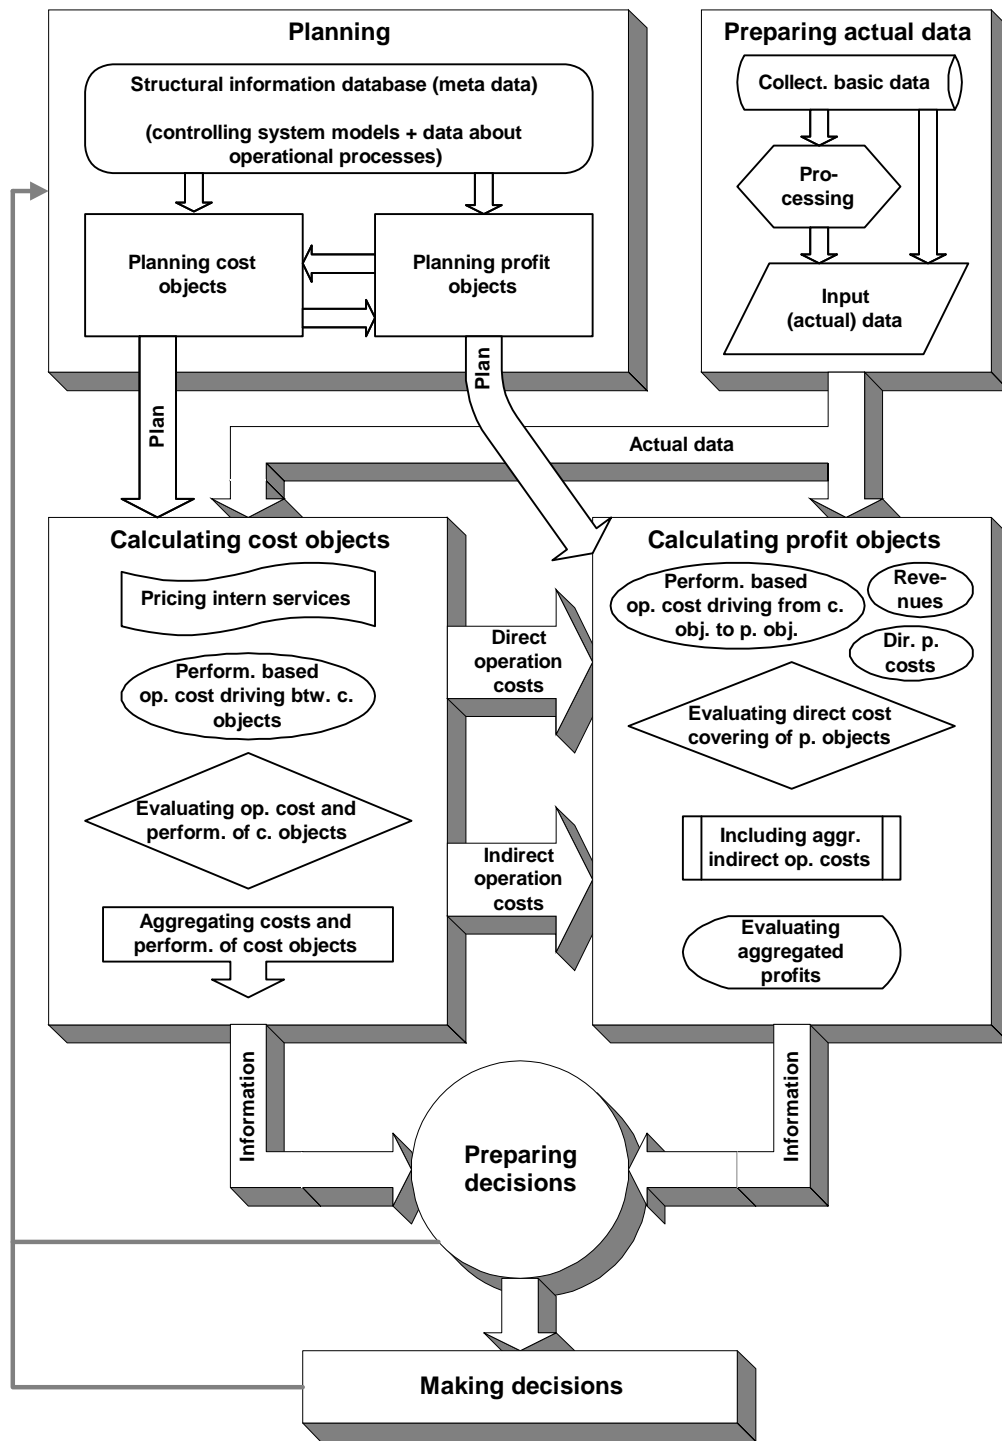 Planning
Structural information database (meta data)
(controlling system models + data about
operational processes)
Planning cost
objects
Planning profit
objects
Preparing actual data
Collect. basic data
Pro-
cessing
Input
(actual) data
Plan
Plan
Actual data
Calculating cost objects
Pricing intern services
Perform. based
op. cost driving btw. c.
objects
Evaluating op. cost and
perform. of c. objects
Aggregating costs and
perform. of cost objects
Direct
operation
costs
Indirect
operation
costs
Calculating profit objects
Perform. based
op. cost driving from c.
obj. to p. obj.
Reve-
nues
Dir. p.
costs
Evaluating direct cost
covering of p. objects
Including aggr.
indirect op. costs
Evaluating
aggregated
profits
Information
Information
Preparing
decisions
Making decisions